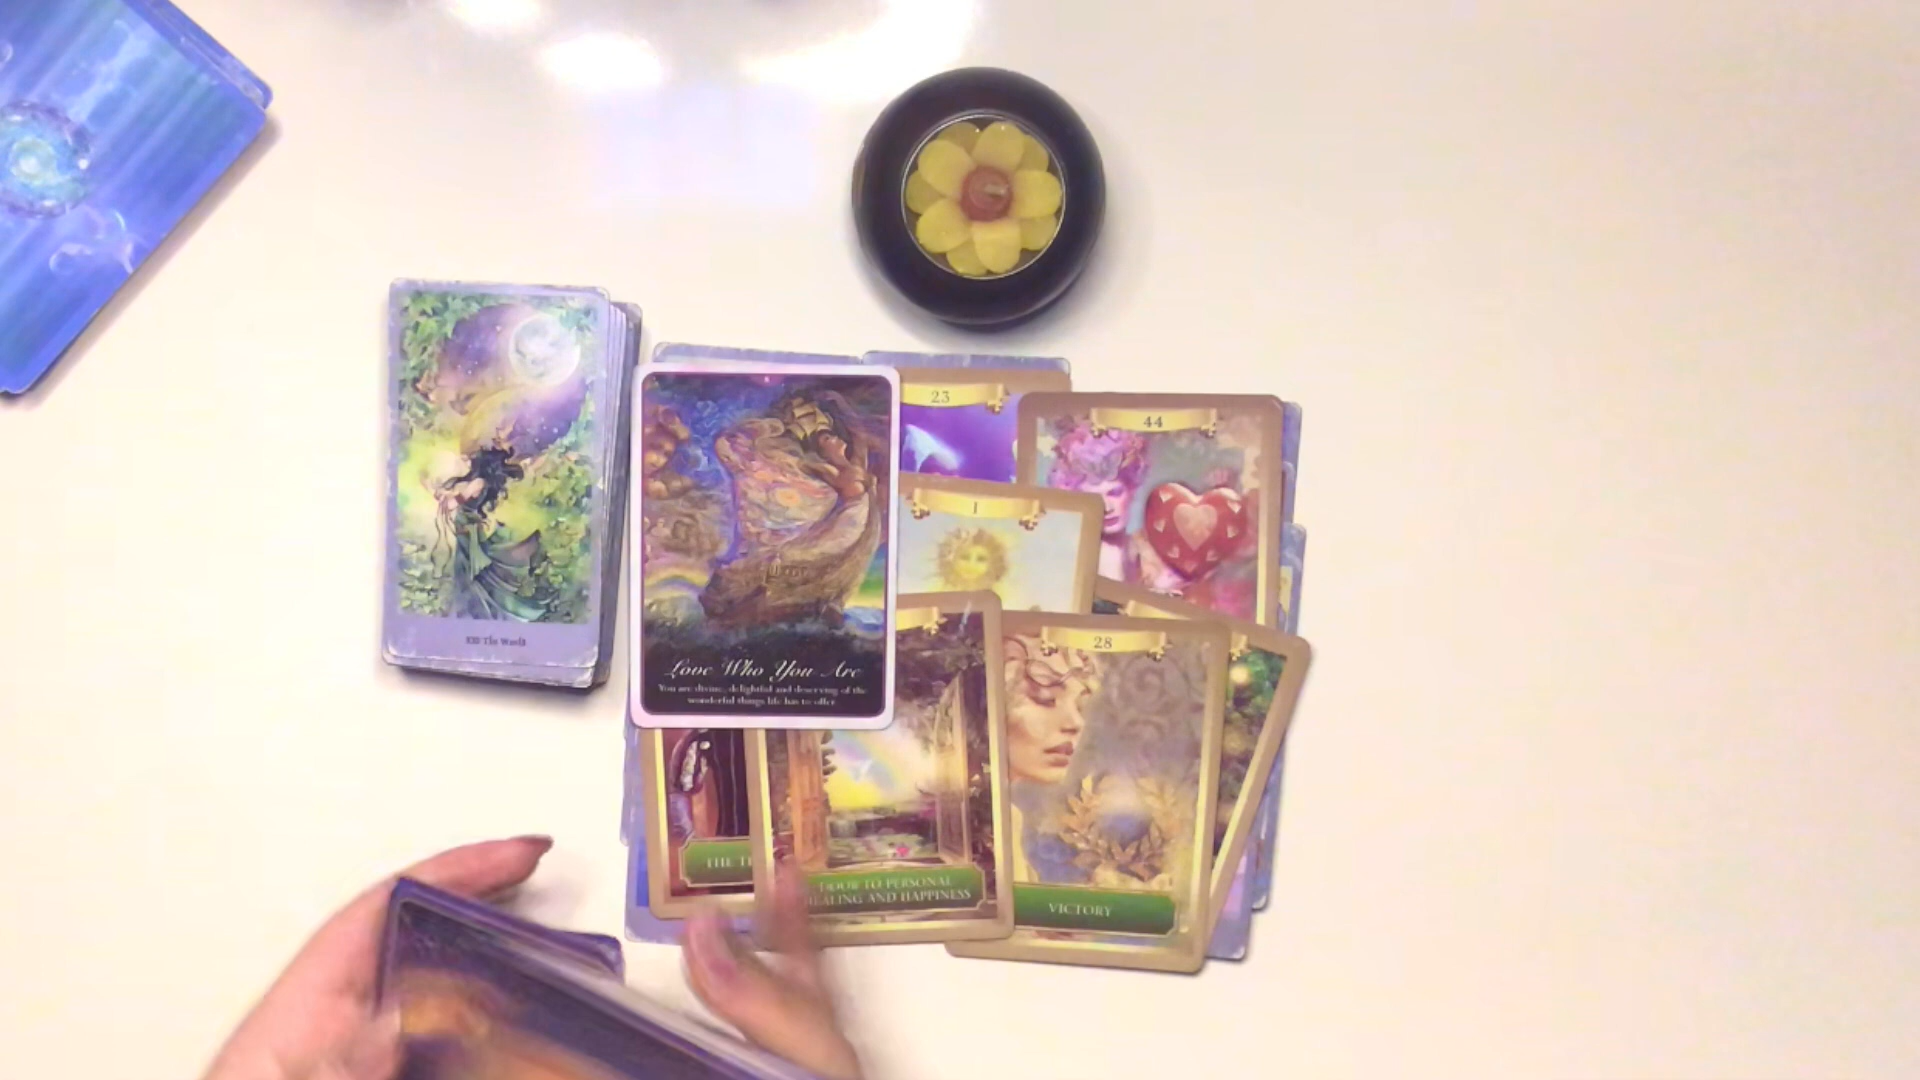 23
44
1
XXI The World
Love Who You Are
You are divine, delightful and deserving of the
wonderful things life has to offer.
28
DOOR TO PERSONAL
HEALING AND HAPPINESS
VICTORY